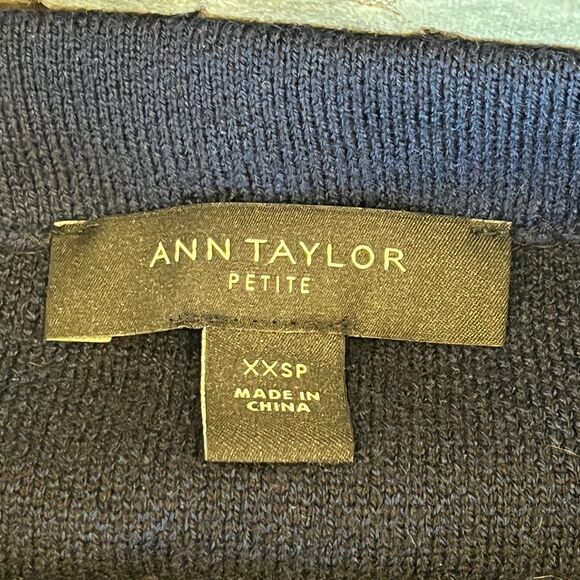 ANN TAYLOR
PETITE
XXSP
MADE IN
CHINA